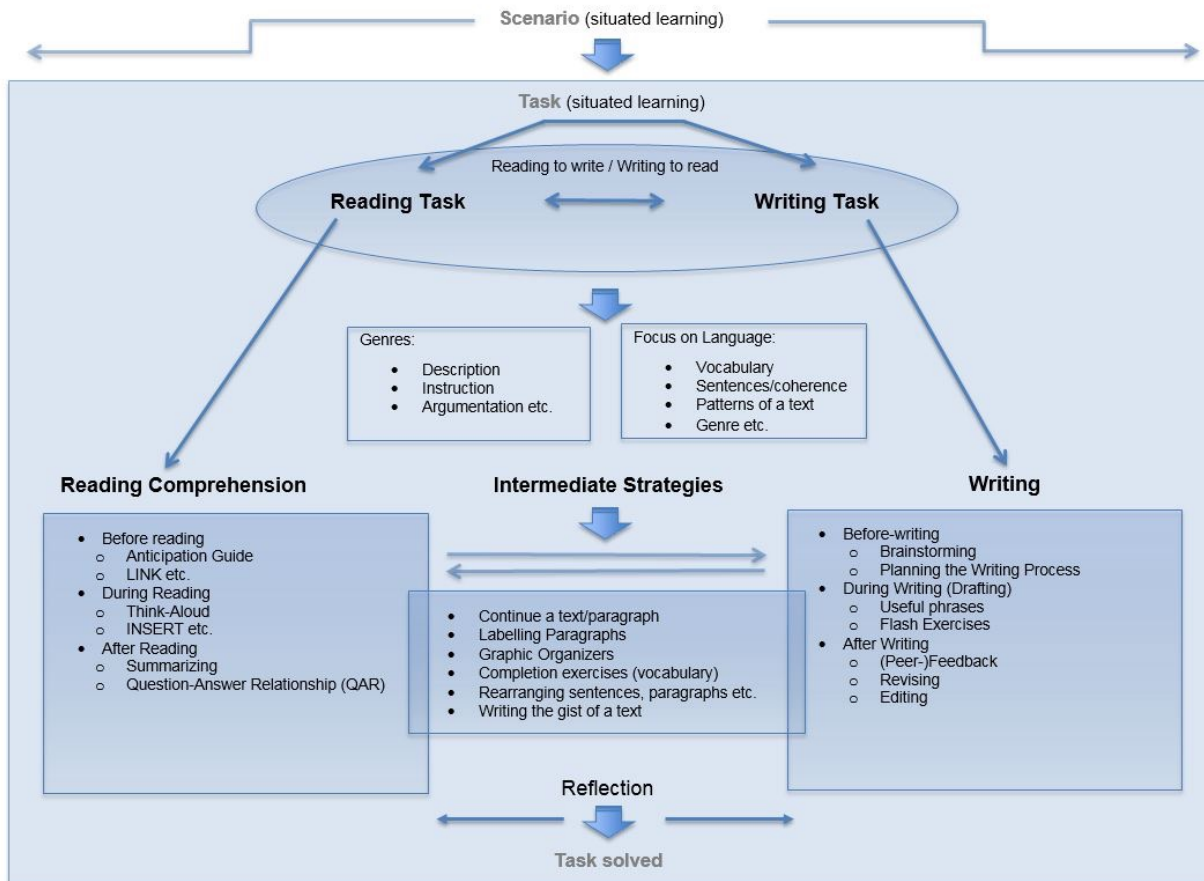 Scenario (situated learning)
Task (situated learning)
Reading to write / Writing to read
Reading Task
Writing Task
Genres:
• Description
• Instruction
• Argumentation etc.
Focus on Language:
• Vocabulary
• Sentences/coherence
• Patterns of a text
• Genre etc.
Reading Comprehension
• Before reading
o Anticipation Guide
o LINK etc.
• During Reading
o Think-Aloud
o INSERT etc.
• After Reading
o Summarizing
o Question-Answer Relationship (QAR)
Intermediate Strategies
• Continue a text/paragraph
• Labelling Paragraphs
• Graphic Organizers
• Completion exercises (vocabulary)
• Rearranging sentences, paragraphs etc.
• Writing the gist of a text
Writing
• Before-writing
o Brainstorming
o Planning the Writing Process
• During Writing (Drafting)
o Useful phrases
o Flash Exercises
• After Writing
o (Peer-)Feedback
o Revising
o Editing
Reflection
Task solved